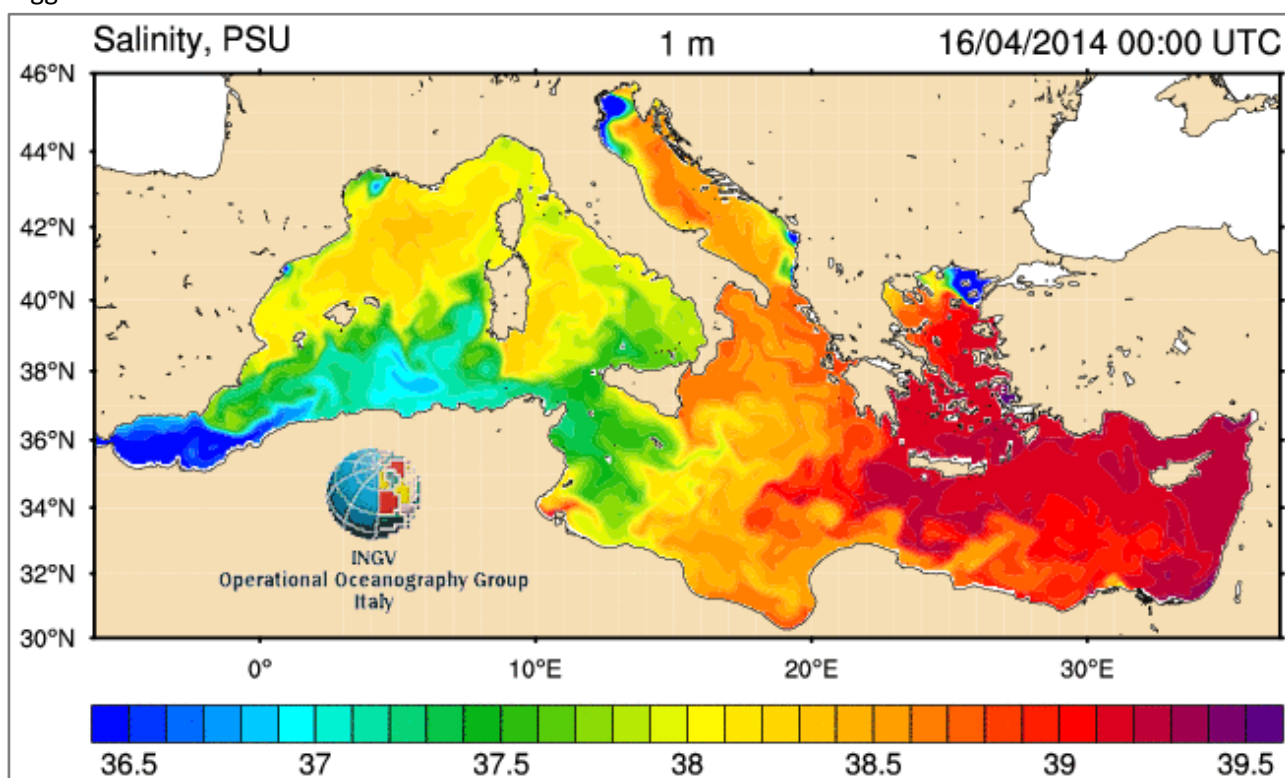 Salinity, PSU 1 m 16/04/2014 00:00 UTC
46°N
44°N
42°N
40°N
38°N
36°N
34°N
32°N
30°N
INGV
Operational Oceanography Group
Italy
0° 10°E 20°E 30°E
36.5 37 37.5 38 38.5 39 39.5